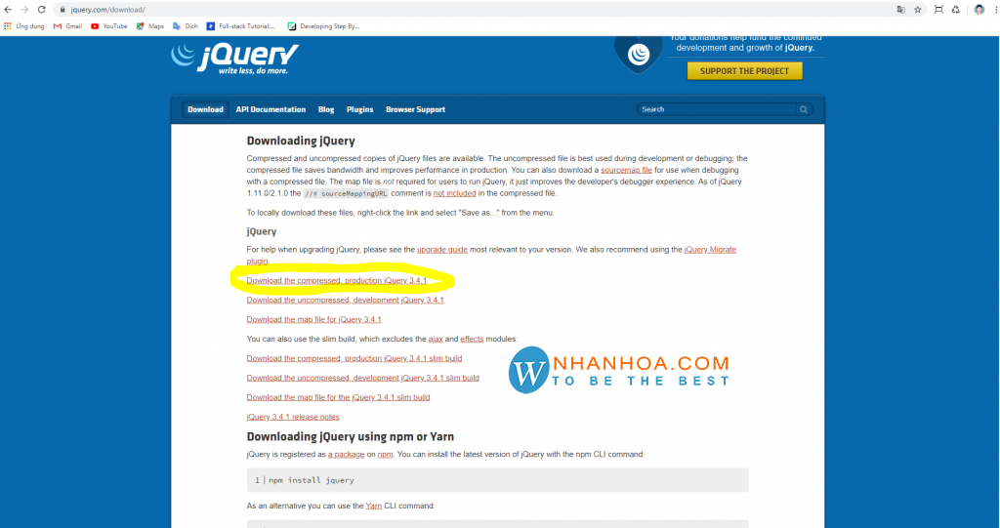 jquery.com/download/
Ứng dụng
Gmail
YouTube
Maps
Dịch
Full-stack Tutorial:...
Developing Step By...
Your donations help fund the continued
development and growth of jQuery.
SUPPORT THE PROJECT
jQuery
write less, do more.
Download
API Documentation
Blog
Plugins
Browser Support
Search
Downloading jQuery
Compressed and uncompressed copies of jQuery files are available. The uncompressed file is best used during development or debugging; the
compressed file saves bandwidth and improves performance in production. You can also download a sourcemap file for use when debugging
with a compressed file. The map file is not required for users to run jQuery, it just improves the developer's debugger experience. As of jQuery
1.11.0/2.1.0 the //# sourceMappingURL comment is not included in the compressed file.
To locally download these files, right-click the link and select "Save as..." from the menu.
jQuery
For help when upgrading jQuery, please see the upgrade guide most relevant to your version. We also recommend using the jQuery Migrate
plugin.
Download the compressed, production jQuery 3.4.1
Download the uncompressed, development jQuery 3.4.1
Download the map file for jQuery 3.4.1
You can also use the slim build, which excludes the ajax and effects modules:
Download the compressed, production jQuery 3.4.1 slim build
Download the uncompressed, development jQuery 3.4.1 slim build
Download the map file for the jQuery 3.4.1 slim build
jQuery 3.4.1 release notes
W NHANHOA.COM
TO BE THE BEST
Downloading jQuery using npm or Yarn
jQuery is registered as a package on npm. You can install the latest version of jQuery with the npm CLI command:
1 npm install jquery
As an alternative you can use the Yarn CLI command: